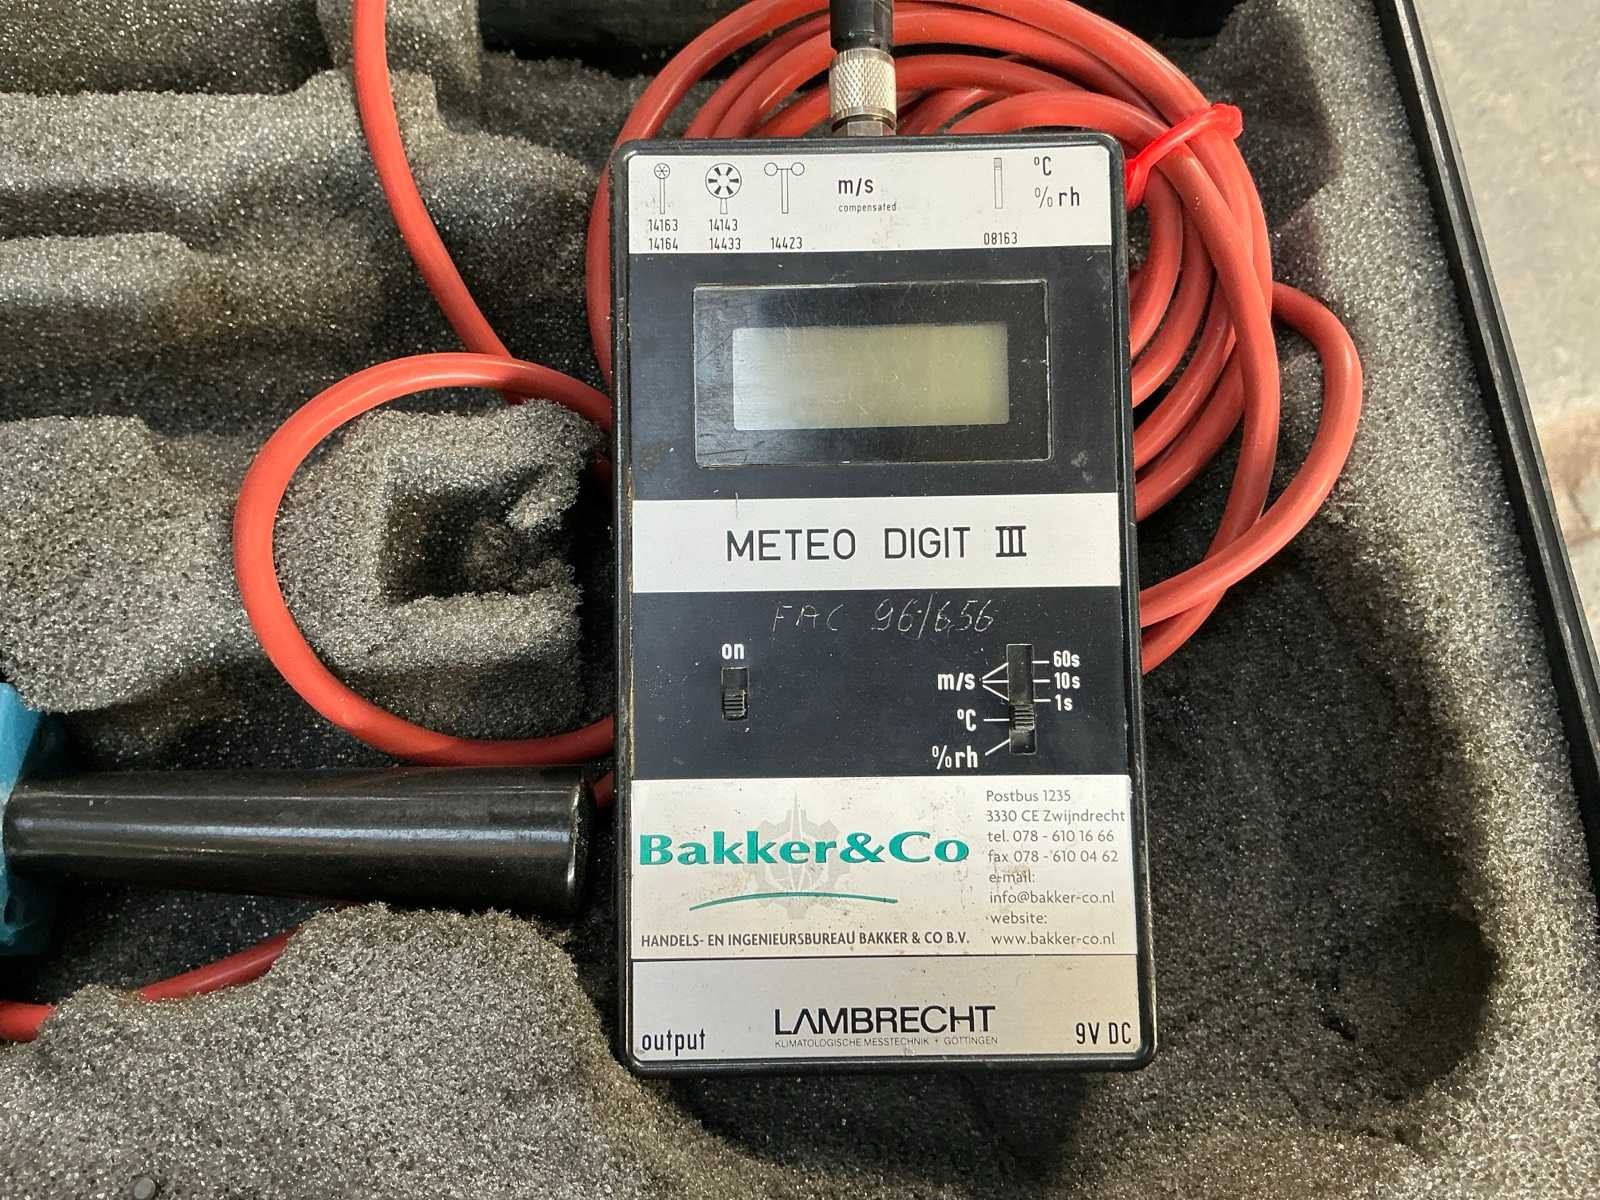 m/s
compensated
°C
%rh
14163
14164
14143
14433
14423
08163
METEO DIGIT III
FAC 96/656
on
m/s
°C
%rh
60s
10s
1s
Bakker&Co
HANDELS- EN INGENIEURSBUREAU BAKKER & CO B.V.
Postbus 1235
3330 CE Zwijndrecht
tel. 078 - 610 16 66
fax 078 - 610 04 62
e-mail:
info@bakker-co.nl
website:
www.bakker-co.nl
output
LAMBRECHT
KLIMATOLOGISCHE MESSTECHNIK + GÖTTINGEN
9V DC